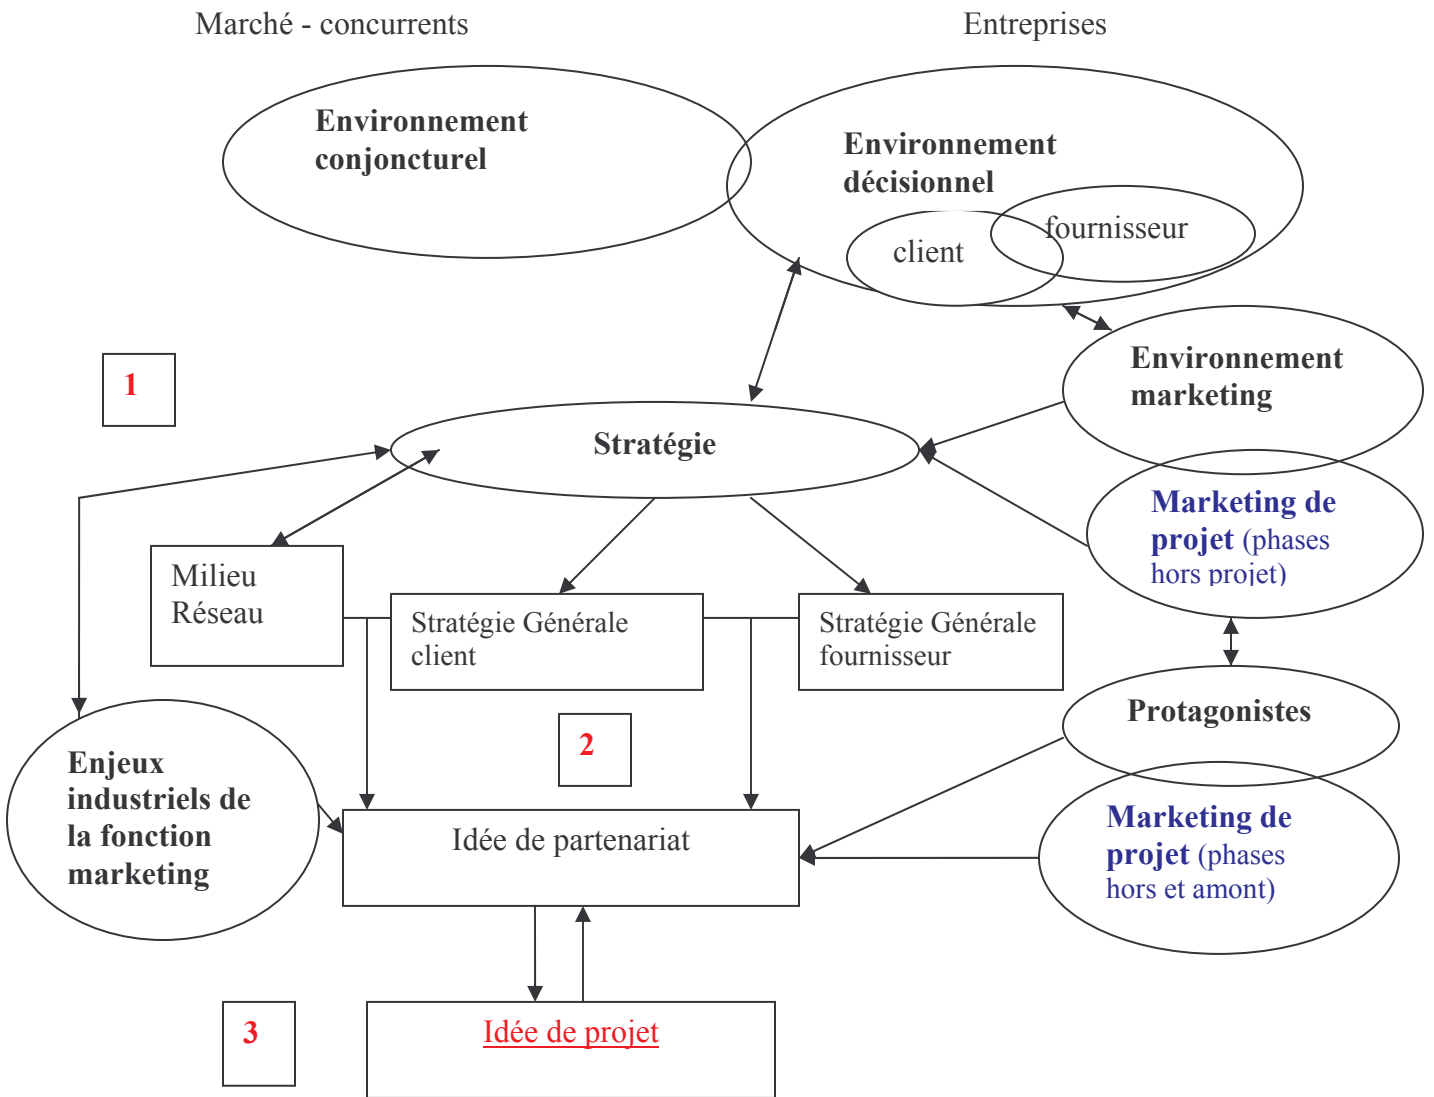 Marché - concurrents
Entreprises
Environnement
conjoncturel
Environnement
décisionnel
fournisseur
client
Environnement
marketing
1
Stratégie
Marketing de
projet (phases
hors projet)
Milieu
Réseau
Stratégie Générale
client
Stratégie Générale
fournisseur
Protagonistes
2
Enjeux
industriels de
la fonction
marketing
Idée de partenariat
Marketing de
projet (phases
hors et amont)
3
Idée de projet